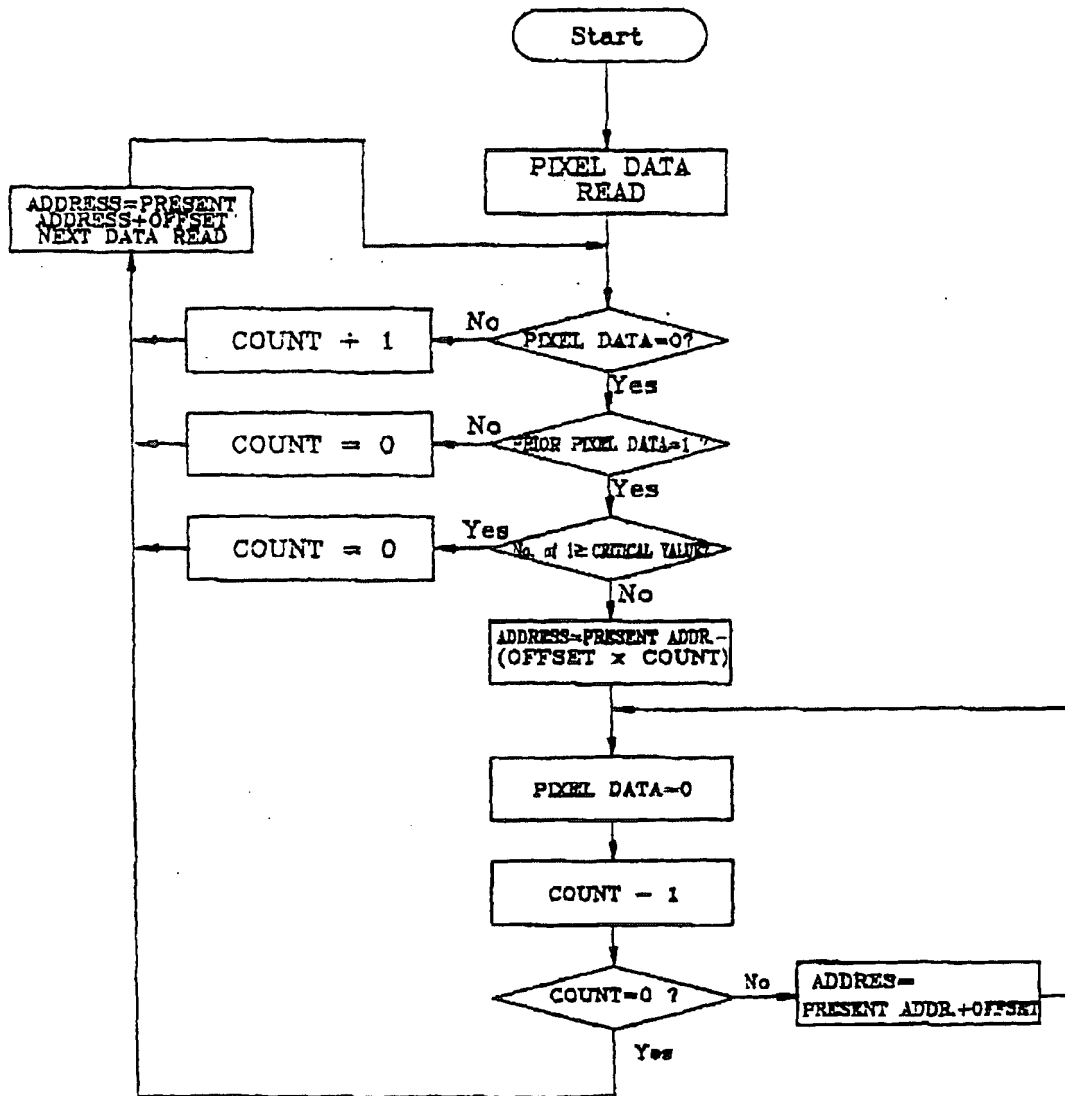 Start
PIXEL DATA
READ
ADDRESS=PRESENT
ADDRESS+OFFSET
NEXT DATA READ
PIXEL DATA=0?
No
COUNT + 1
Yes
PRIOR PIXEL DATA=1 ?
No
COUNT = 0
Yes
No. of 1≥ CRITICAL VALUE?
Yes
COUNT = 0
No
ADDRESS=PRESENT ADDR.-
(OFFSET x COUNT)
PIXEL DATA=0
COUNT - 1
COUNT=0 ?
No
ADDRES=
PRESENT ADDR.+OFFSET
Yes